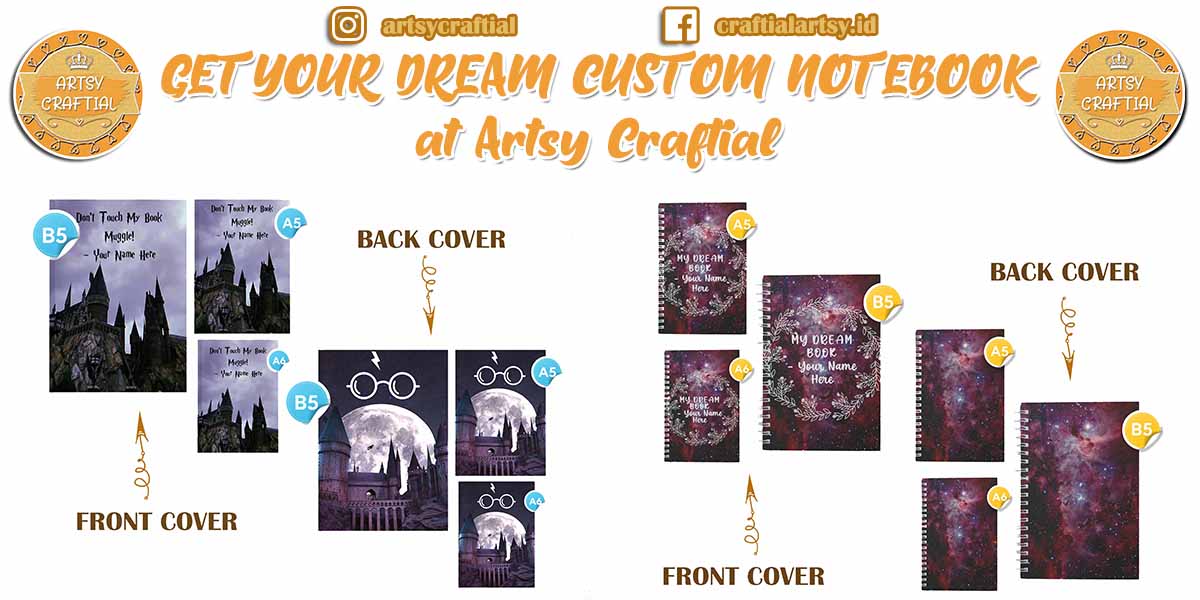 artsycraftial
craftialartsy.id
GET YOUR DREAM CUSTOM NOTEBOOK
at Artsy Craftial
ARTSY
CRAFTIAL
ARTSY
CRAFTIAL
B5
Don't Touch My Book
Muggle!
- Your Name Here
A5
Don't Touch My Book
Muggle!
- Your Name Here
A6
Don't Touch My Book
Muggle!
- Your Name Here
FRONT COVER
BACK COVER
B5
A5
A6
A5
MY DREAM
BOOK
- Your Name
Here
B5
MY DREAM
BOOK
- Your Name
Here
A6
MY DREAM
BOOK
- Your Name
Here
FRONT COVER
BACK COVER
A5
B5
A6